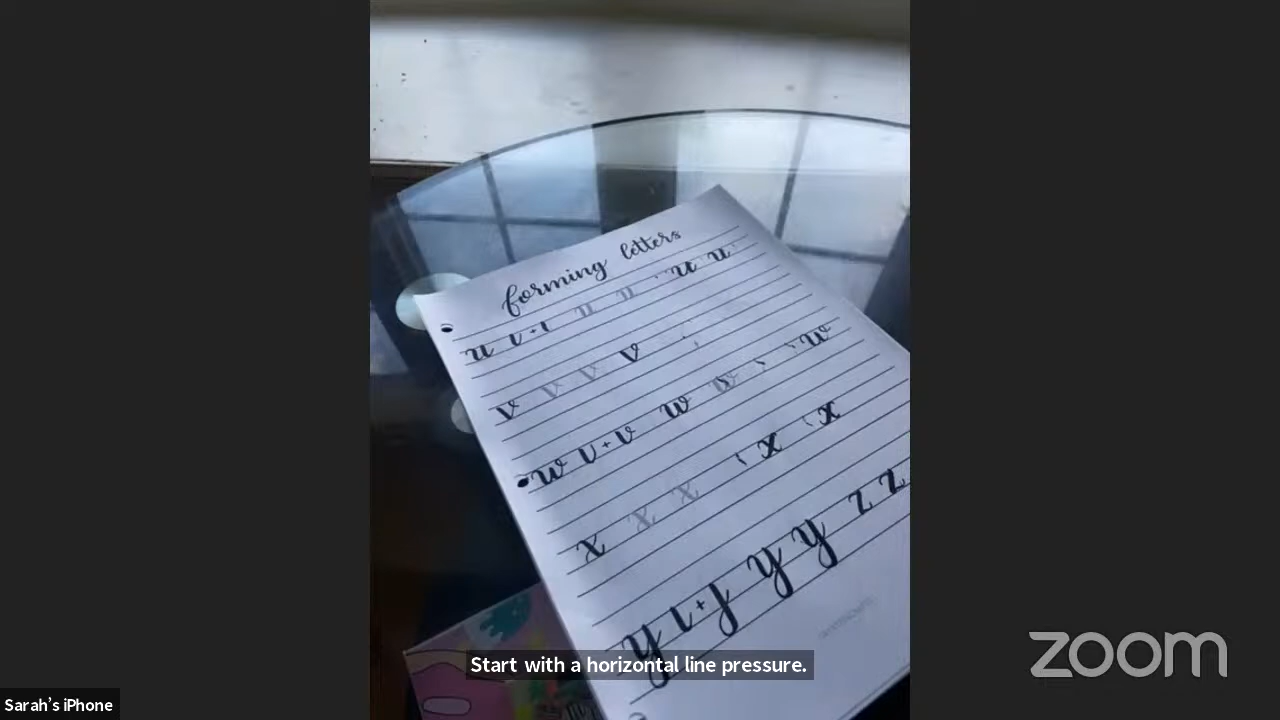 forming letters
u ı + ı u u u u
v v v v
w v + v w w w
x x x x x
y ı + j y y z z
Start with a horizontal line pressure.
zoom
Sarah's iPhone